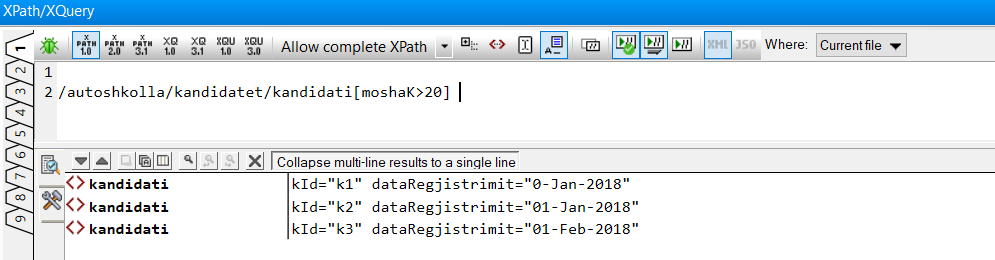 XPath/XQuery
X PATH 1.0 X PATH 2.0 X PATH 3.1 XQ 1.0 XQ 3.1 XQU 1.0 XQU 3.0 Allow complete XPath XML JSO Where: Current file
1
2 /autoshkolla/kandidatet/kandidati[moshaK>20]
1
2
3
4
5
6
7
8
9
Collapse multi-line results to a single line
kandidati kId="k1" dataRegjistrimit="0-Jan-2018"
kandidati kId="k2" dataRegjistrimit="01-Jan-2018"
kandidati kId="k3" dataRegjistrimit="01-Feb-2018"